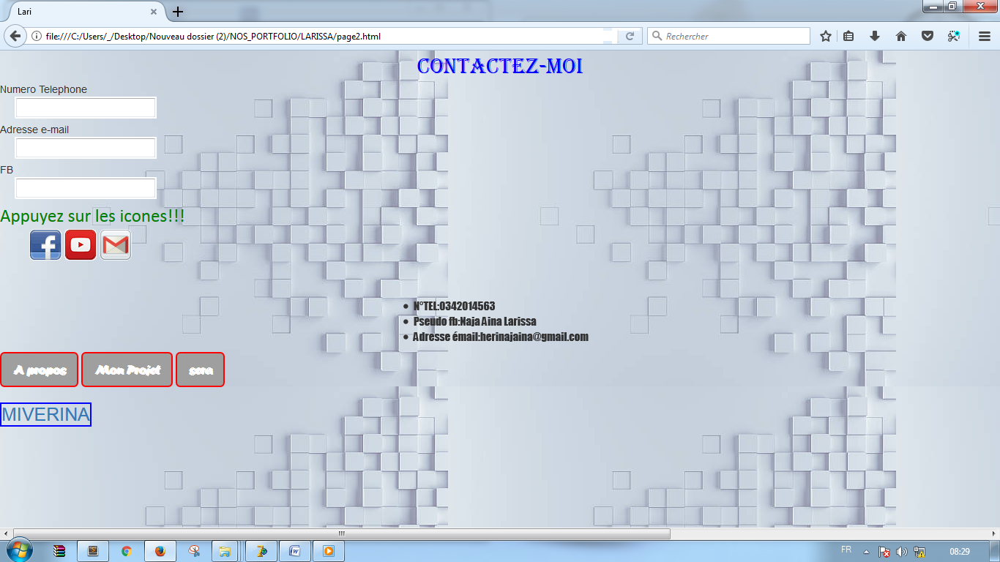 Lari
file:///C:/Users/_/Desktop/Nouveau dossier (2)/NOS_PORTFOLIO/LARISSA/page2.html
Rechercher
CONTACTEZ-MOI
Numero Telephone
Adresse e-mail
FB
Appuyez sur les icones!!!
N°TEL:0342014563
Pseudo fb:Naja Aina Larissa
Adresse émail:herinajaina@gmail.com
A propos
Mon Projet
sera
MIVERINA
FR
08:29